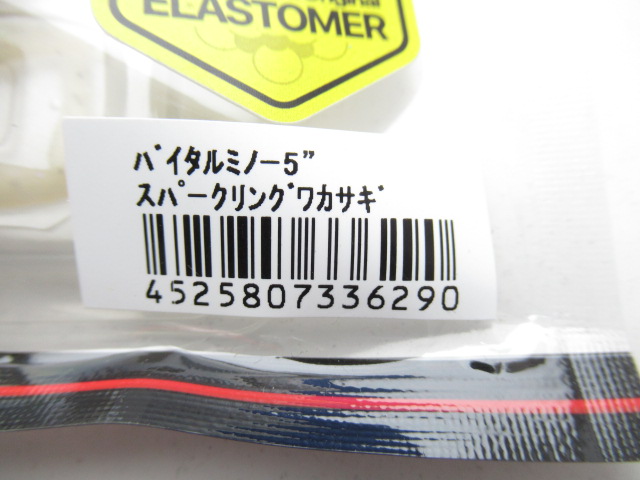 ELASTOMER
ﾊﾞｲﾀﾙﾐﾉｰ5"
ｽﾊﾟｰｸﾘﾝｸﾞﾜｶｻｷﾞ
4525807336290